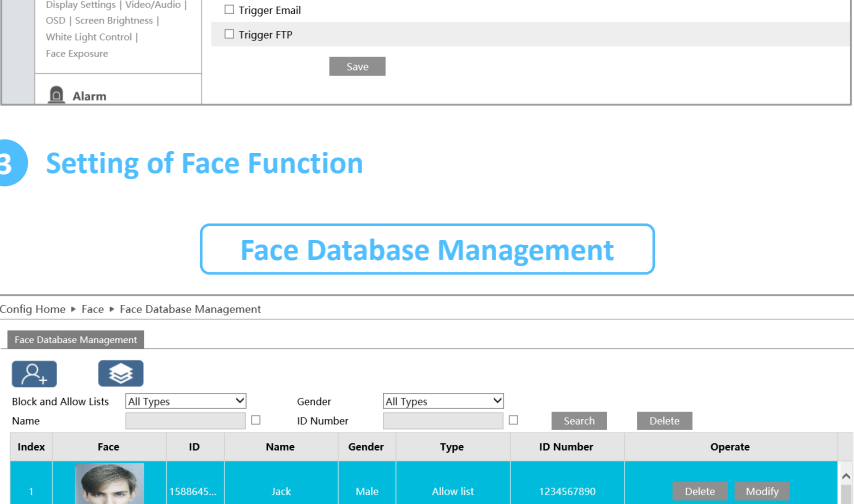 Display Settings | Video/Audio |
OSD | Screen Brightness |
White Light Control |
Face Exposure
Alarm
Trigger Email
Trigger FTP
Save
3 Setting of Face Function
Face Database Management
Config Home ▸ Face ▸ Face Database Management
Face Database Management
Block and Allow Lists All Types Gender All Types
Name ID Number Search Delete
Index Face ID Name Gender Type ID Number Operate
1 1588645... Jack Male Allow list 1234567890 Delete Modify